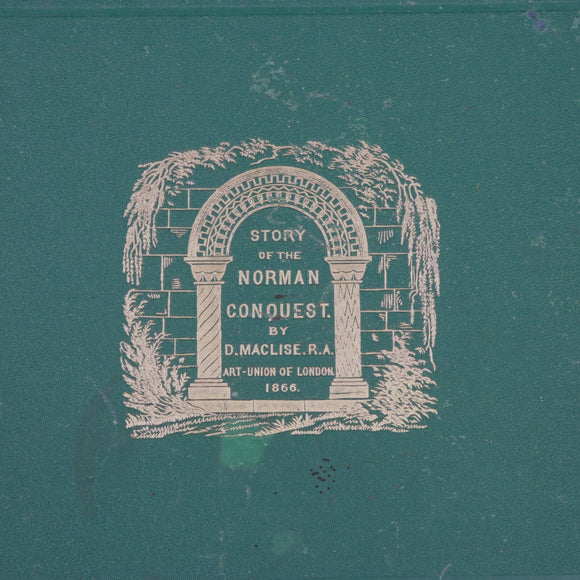 STORY
OF THE
NORMAN
CONQUEST.
BY
D. MACLISE. R.A.
ART-UNION OF LONDON.
1866.